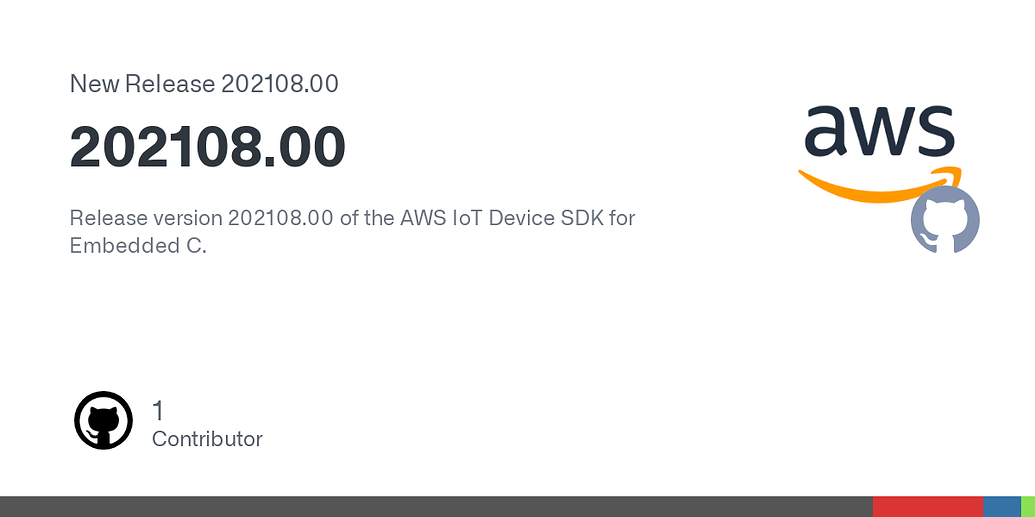 New Release 202108.00
202108.00
Release version 202108.00 of the AWS IoT Device SDK for
Embedded C.
aws
1
Contributor